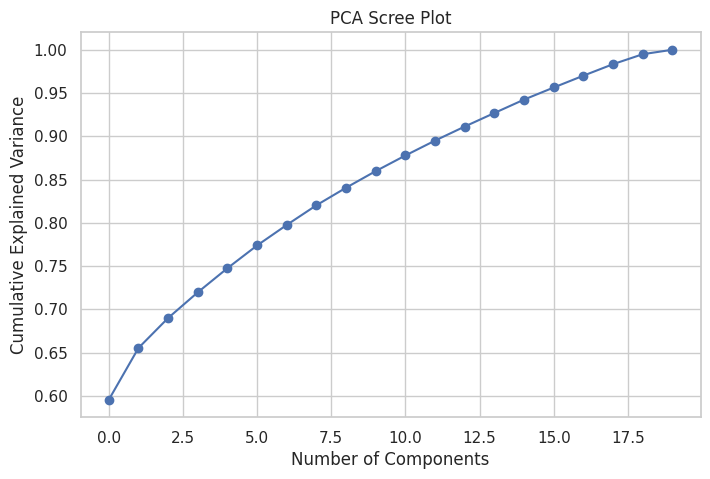 PCA Scree Plot
Cumulative Explained Variance
1.00
0.95
0.90
0.85
0.80
0.75
0.70
0.65
0.60
0.0 2.5 5.0 7.5 10.0 12.5 15.0 17.5
Number of Components